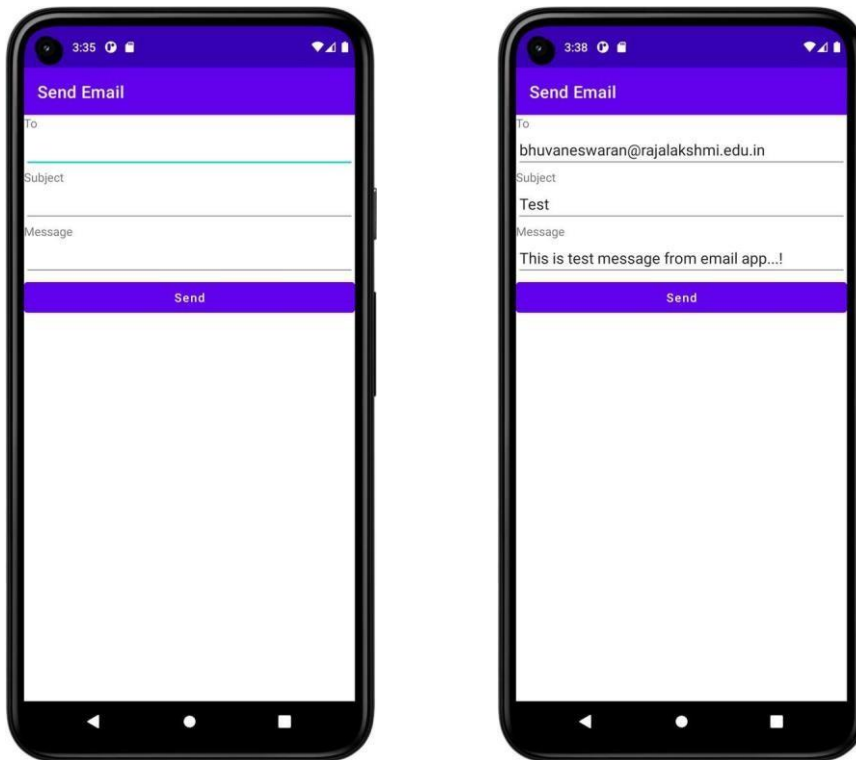 3:35
Send Email
To
Subject
Message
Send
3:38
Send Email
To
bhuvaneswaran@rajalakshmi.edu.in
Subject
Test
Message
This is test message from email app...!
Send